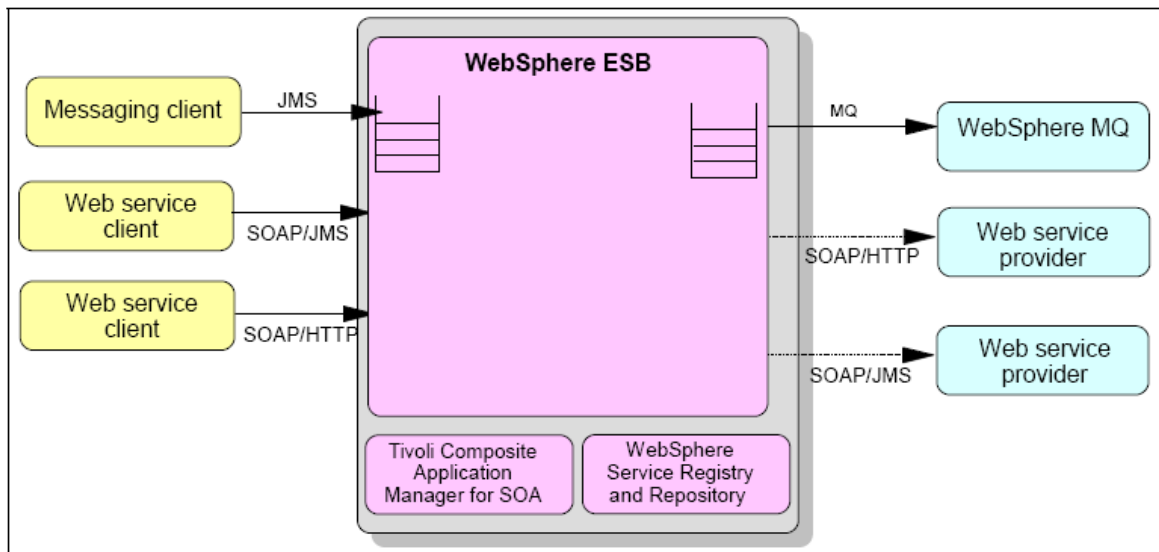 WebSphere ESB
Messaging client
JMS
MQ
WebSphere MQ
Web service
client
SOAP/JMS
Web service
provider
SOAP/HTTP
Web service
client
SOAP/HTTP
Web service
provider
SOAP/JMS
Tivoli Composite
Application
Manager for SOA
WebSphere
Service Registry
and Repository